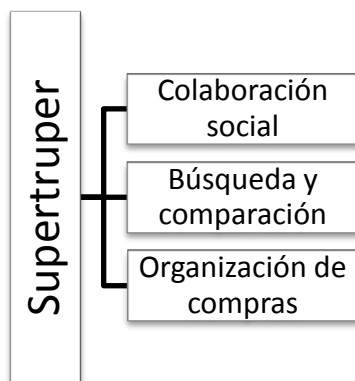 Supertruper
Colaboración
social
Búsqueda y
comparación
Organización de
compras